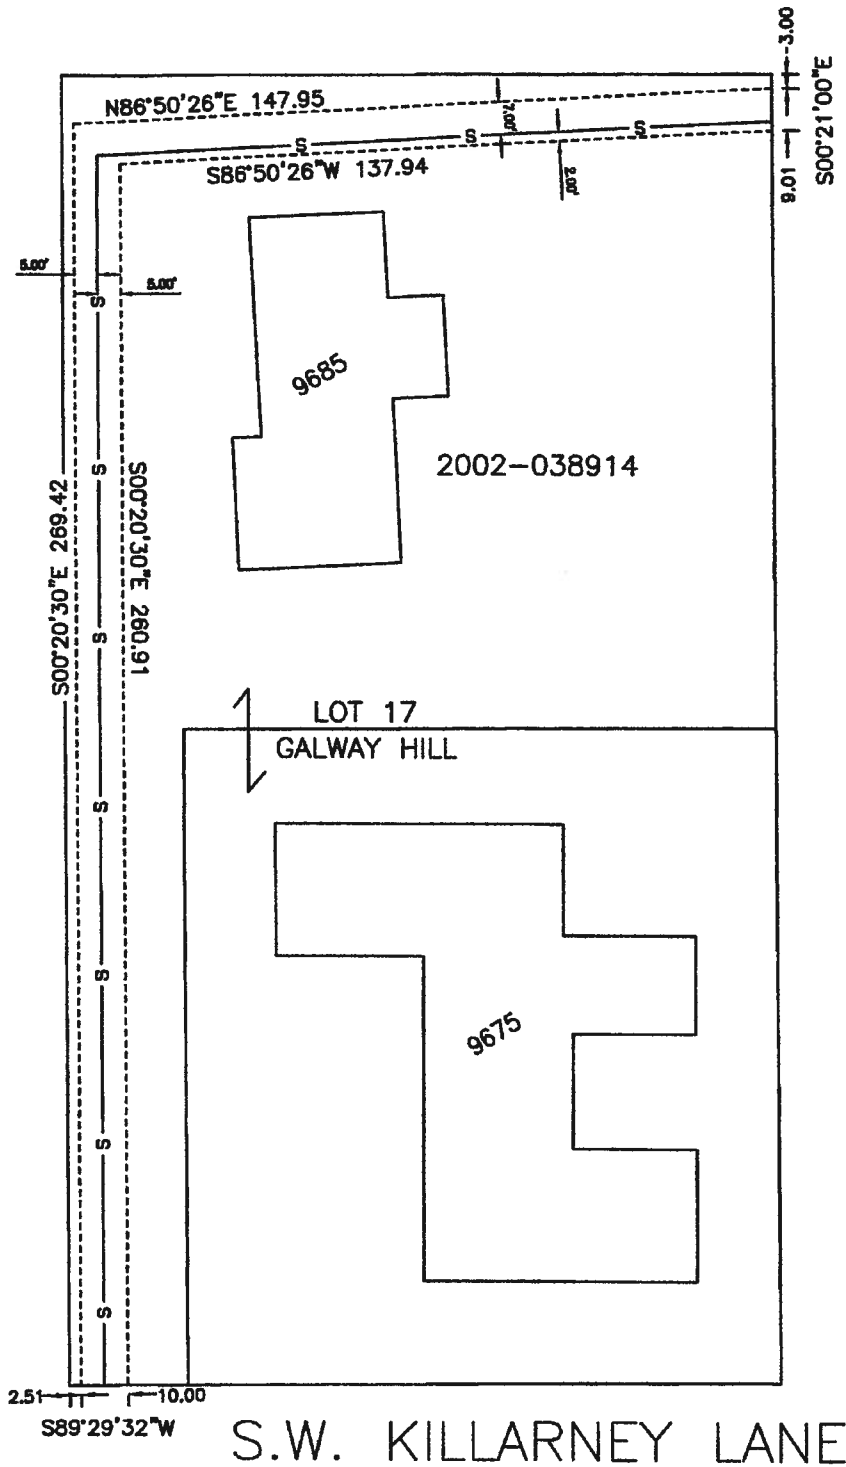 3.00
N86°50'26"E 147.95
7.00'
S00°21'00"E
S
S
S
S86°50'26"W 137.94
2.00'
9.01
5.00'
5.00'
S
9685
S
2002-038914
S00°20'30"E 269.42
S00°20'30"E 260.91
S
LOT 17
GALWAY HILL
S
S
9675
S
S
2.51
10.00
S89°29'32"W
S.W. KILLARNEY LANE